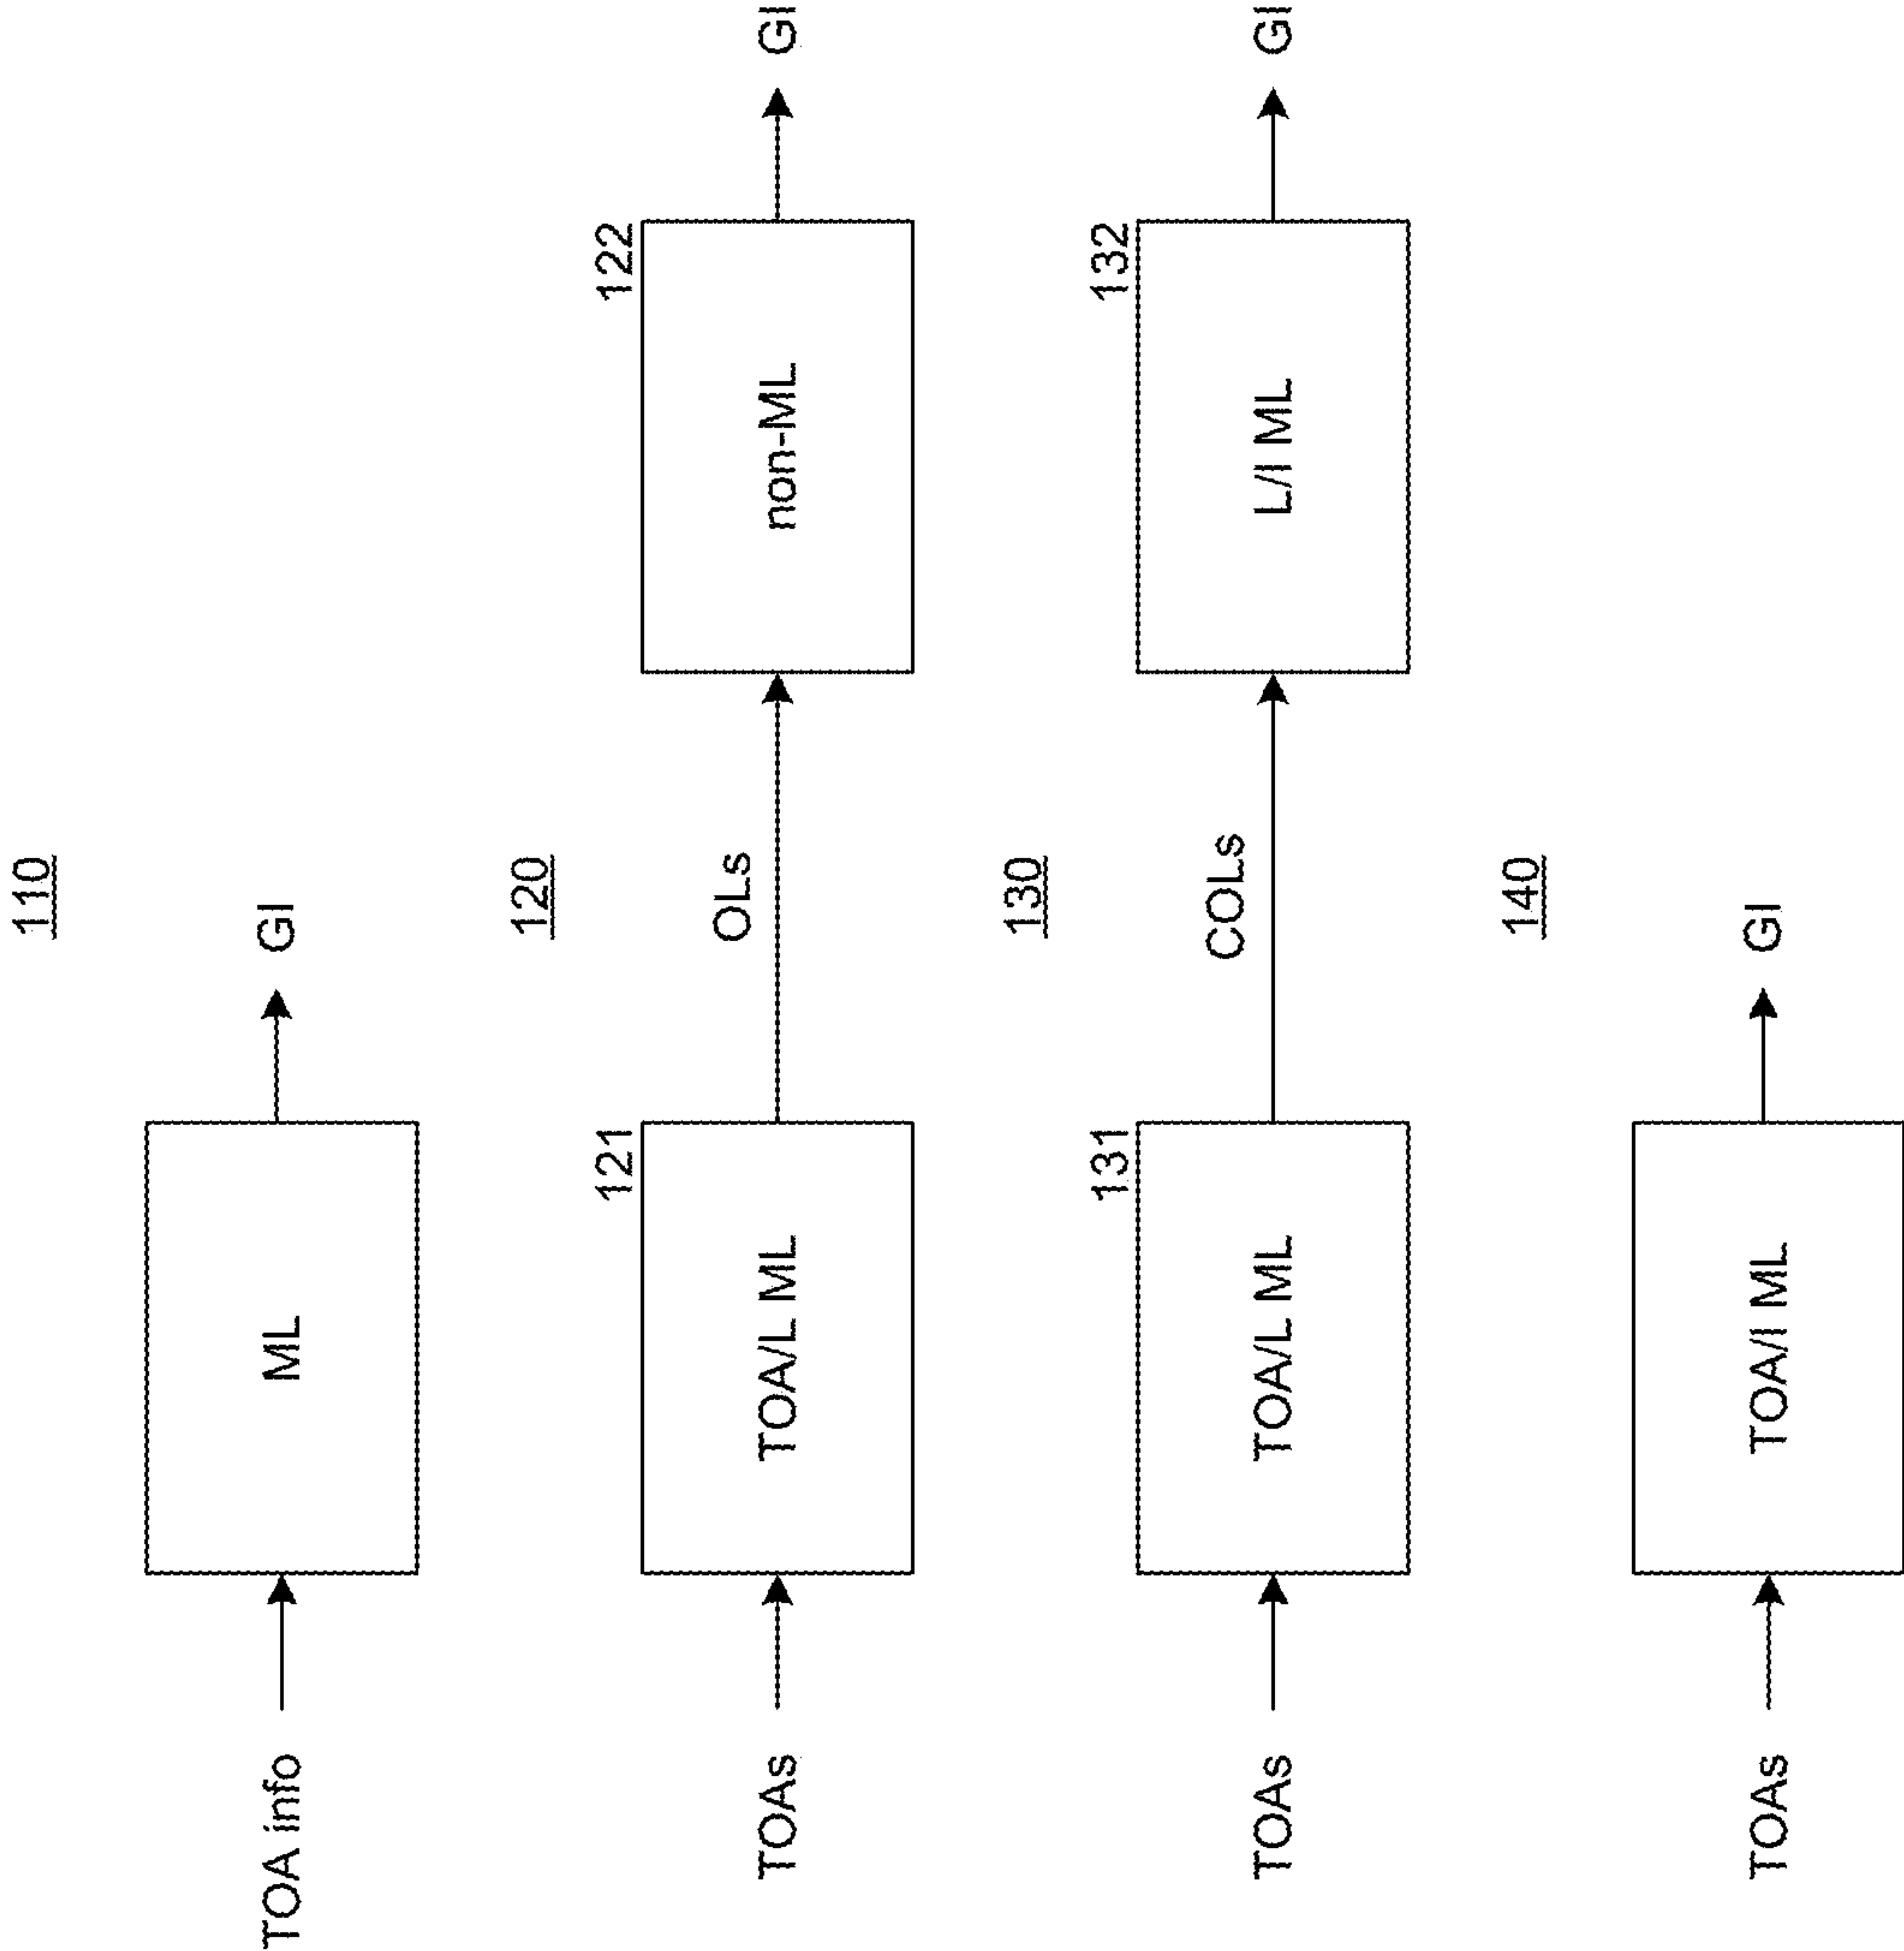 110
TOA info
ML
GI
120
TOAs
121
TOA/L ML
OLs
122
non-ML
GI
130
TOAs
131
TOA/L ML
COLs
132
L/I ML
GI
140
TOAs
TOA/I ML
GI